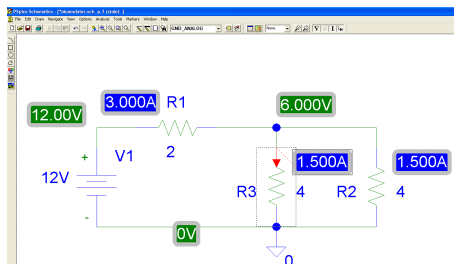 PSpice Schematics - [*akumulator.sch p.1 (stale) ]
File Edit Draw Navigate View Options Analysis Tools Markers Window Help
GND_ANALOG
None
V I
12.00V
3.000A
R1
6.000V
2
+
V1
12V
-
1.500A
1.500A
R3
4
R2
4
0V
0